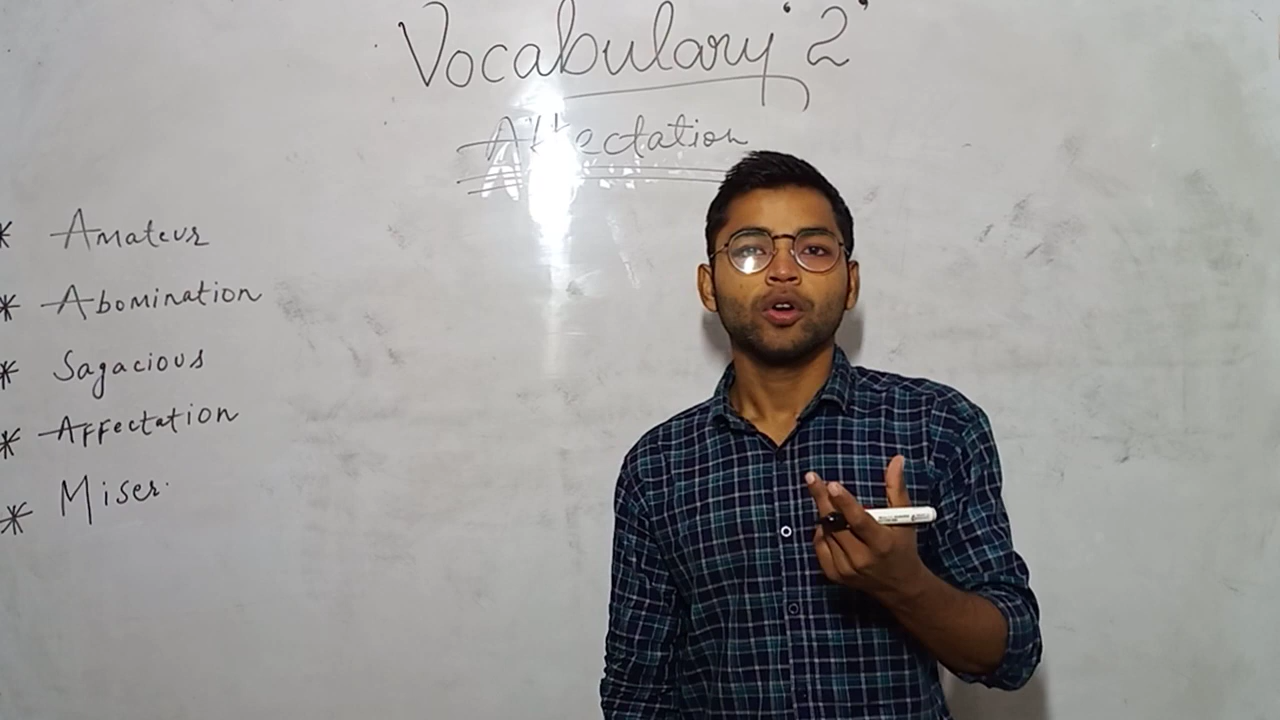 Vocabulary '2'
Affectation
* Amateur
* Abomination
* Sagacious
* Affectation
* Miser.